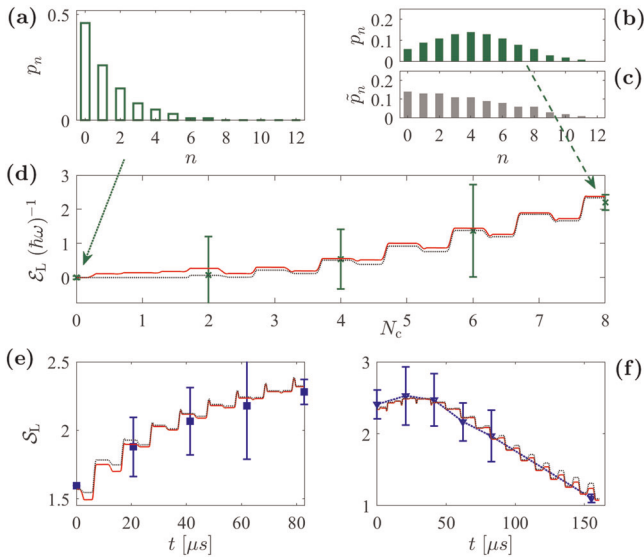 (a)
0.5
p_n
0
0 2 4 6 8 10 12
n
(b)
0.2
p_n
0.1
0
(c)
0.2
p̃_n
0.1
0
0 2 4 6 8 10 12
n
(d)
3
2
1
0
ℰ_L (ℏω)^−1
0 1 2 3 4 5 6 7 8
N_c
(e)
2.5
2
1.5
𝒮_L
0 20 40 60 80
t [μs]
(f)
3
2
1
0 50 100 150
t [μs]